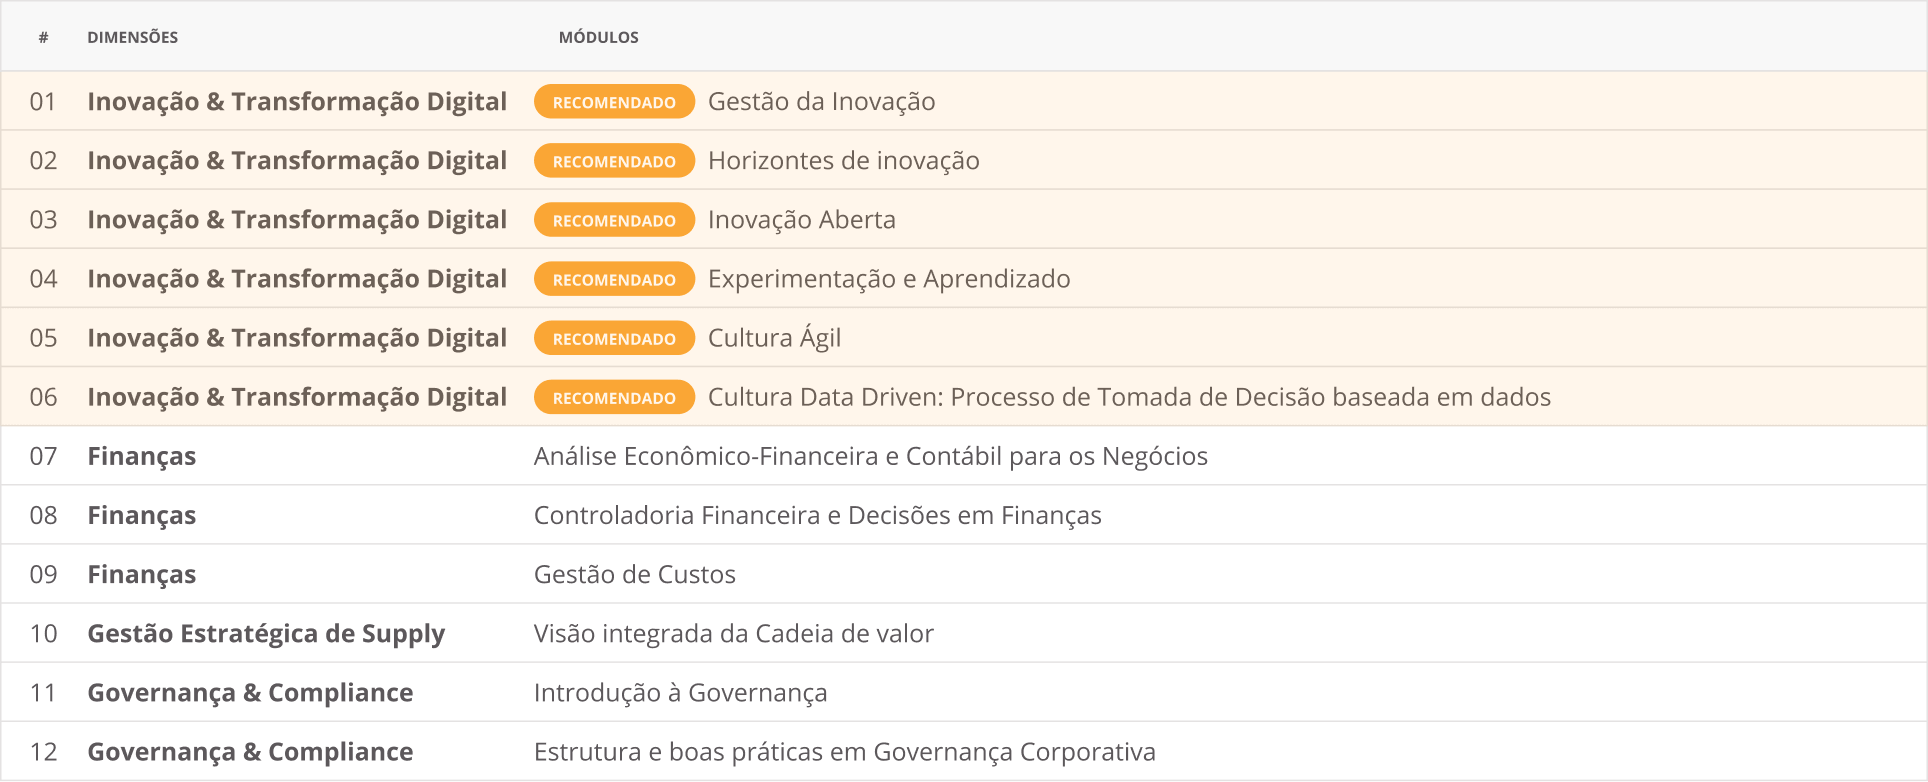 # DIMENSÕES MÓDULOS
01 Inovação & Transformação Digital RECOMENDADO Gestão da Inovação
02 Inovação & Transformação Digital RECOMENDADO Horizontes de inovação
03 Inovação & Transformação Digital RECOMENDADO Inovação Aberta
04 Inovação & Transformação Digital RECOMENDADO Experimentação e Aprendizado
05 Inovação & Transformação Digital RECOMENDADO Cultura Ágil
06 Inovação & Transformação Digital RECOMENDADO Cultura Data Driven: Processo de Tomada de Decisão baseada em dados
07 Finanças Análise Econômico-Financeira e Contábil para os Negócios
08 Finanças Controladoria Financeira e Decisões em Finanças
09 Finanças Gestão de Custos
10 Gestão Estratégica de Supply Visão integrada da Cadeia de valor
11 Governança & Compliance Introdução à Governança
12 Governança & Compliance Estrutura e boas práticas em Governança Corporativa